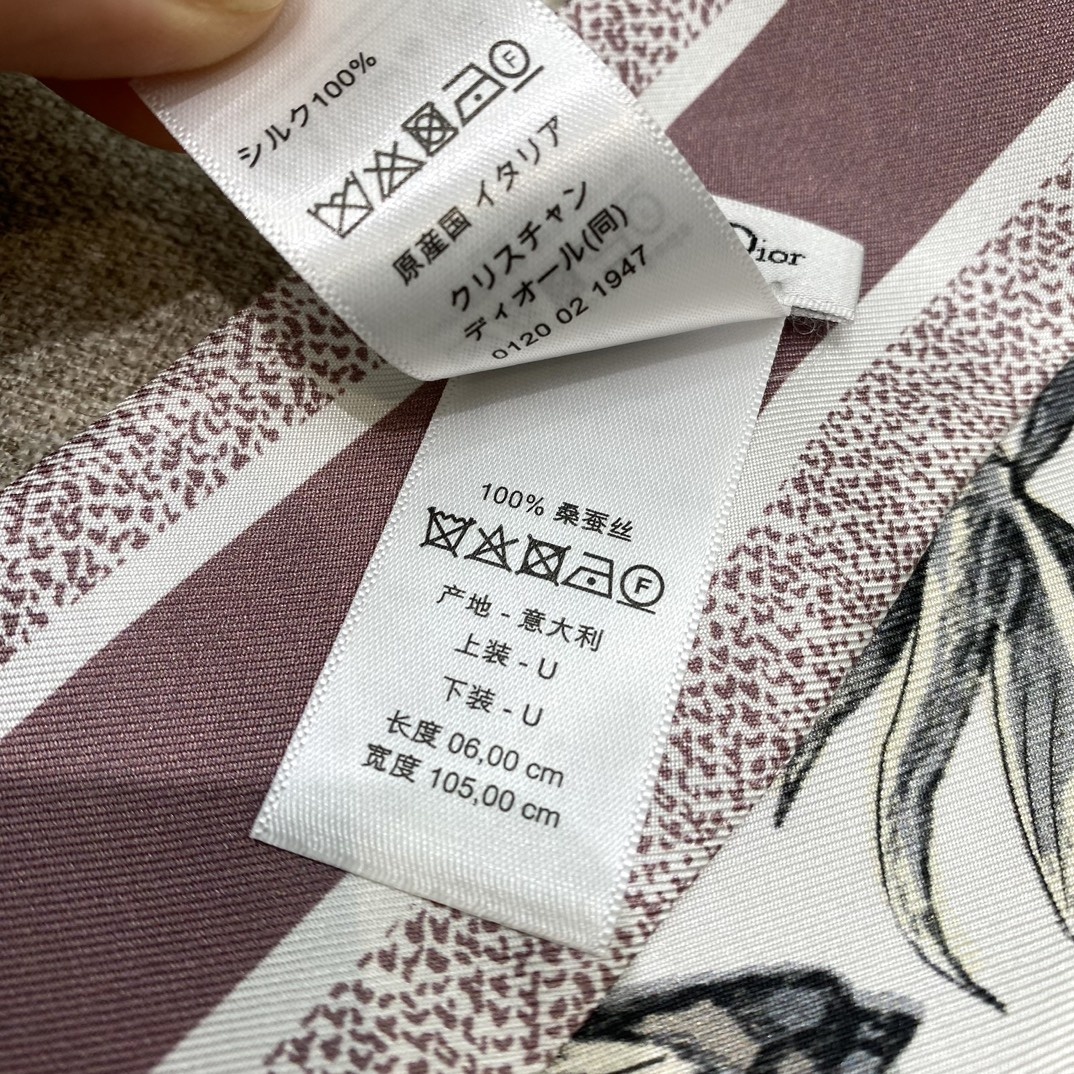 シルク100%
F
原産国 イタリア
クリスチャン
ディオール(同)
0120 02 1947
Dior
100% 桑蚕丝
F
产地 - 意大利
上装 - U
下装 - U
长度 06,00 cm
宽度 105,00 cm